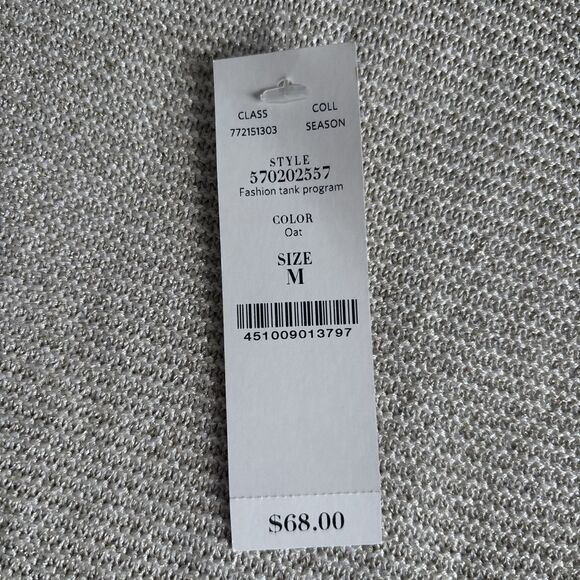 CLASS COLL
772151303 SEASON
STYLE
570202557
Fashion tank program
COLOR
Oat
SIZE
M
451009013797
$68.00